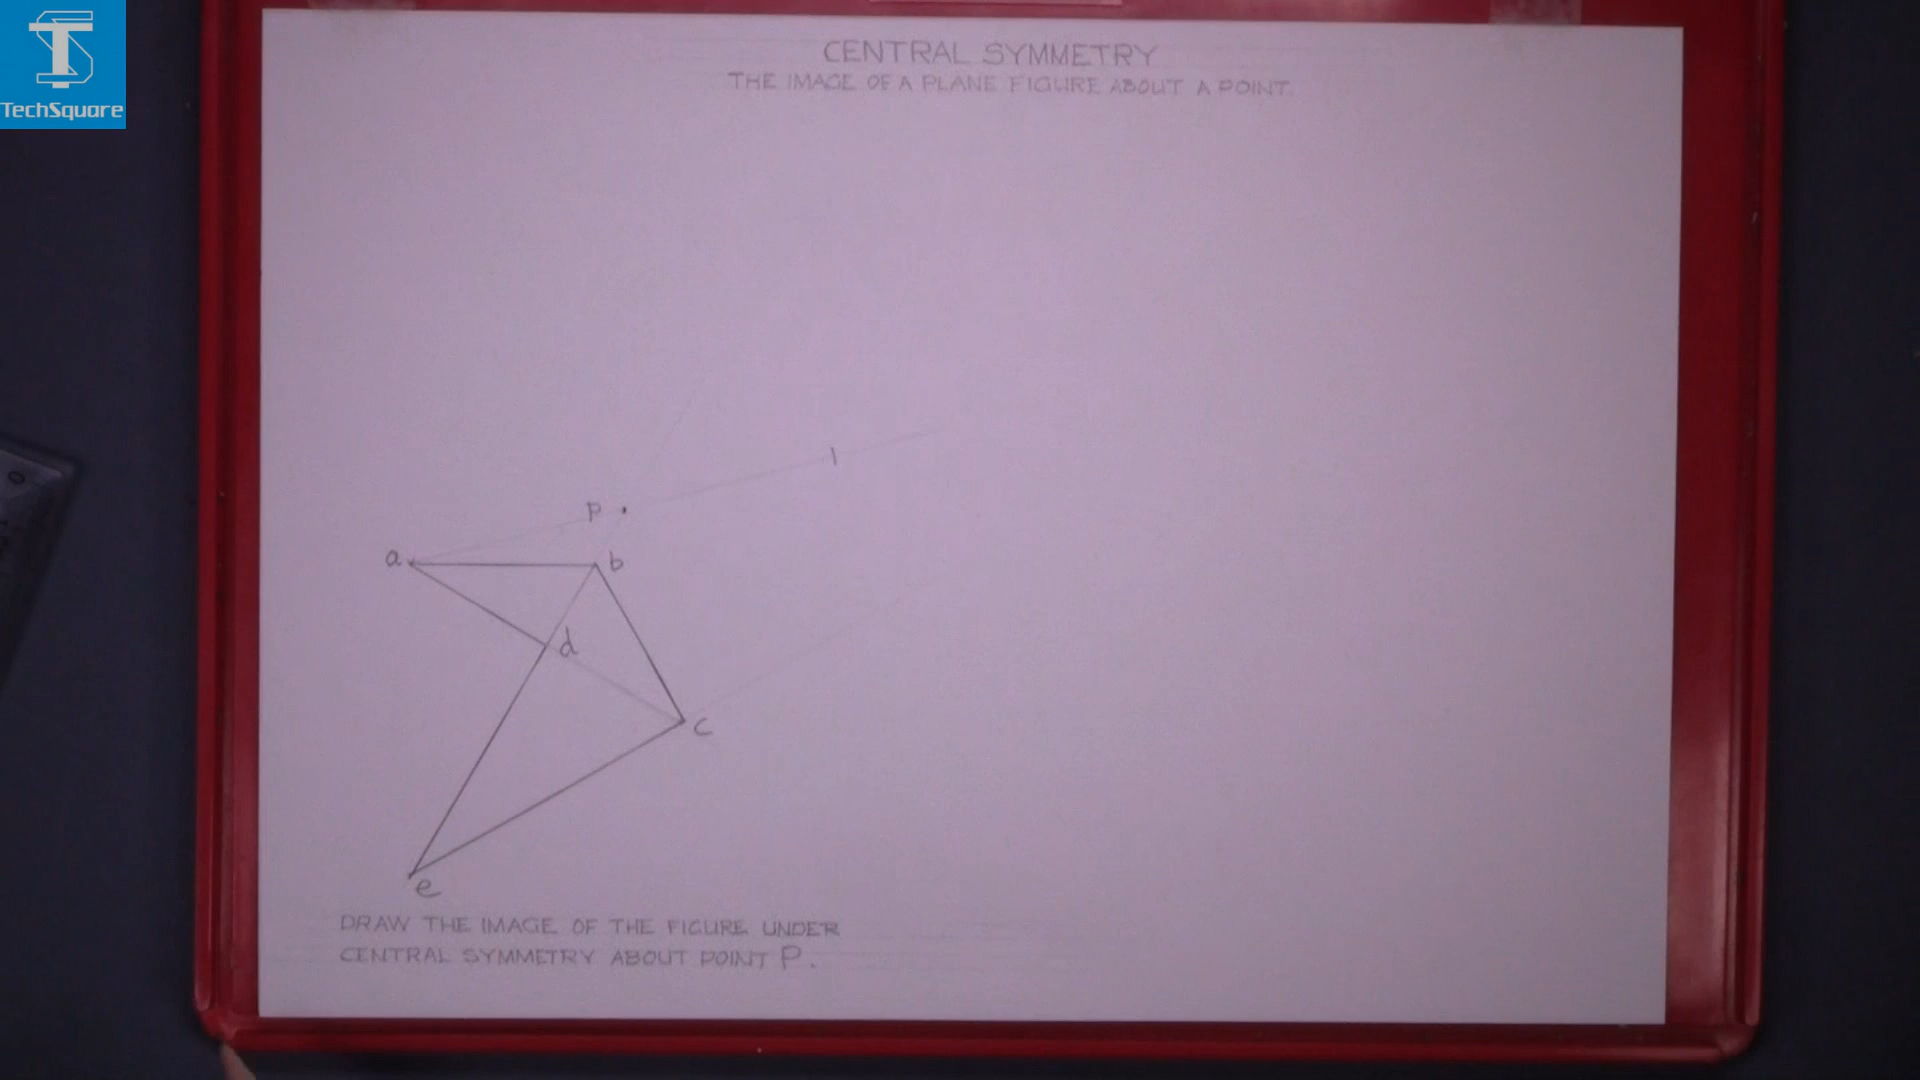 TechSquare
CENTRAL SYMMETRY
THE IMAGE OF A PLANE FIGURE ABOUT A POINT.
P
a
b
d
c
e
DRAW THE IMAGE OF THE FIGURE UNDER
CENTRAL SYMMETRY ABOUT POINT P.